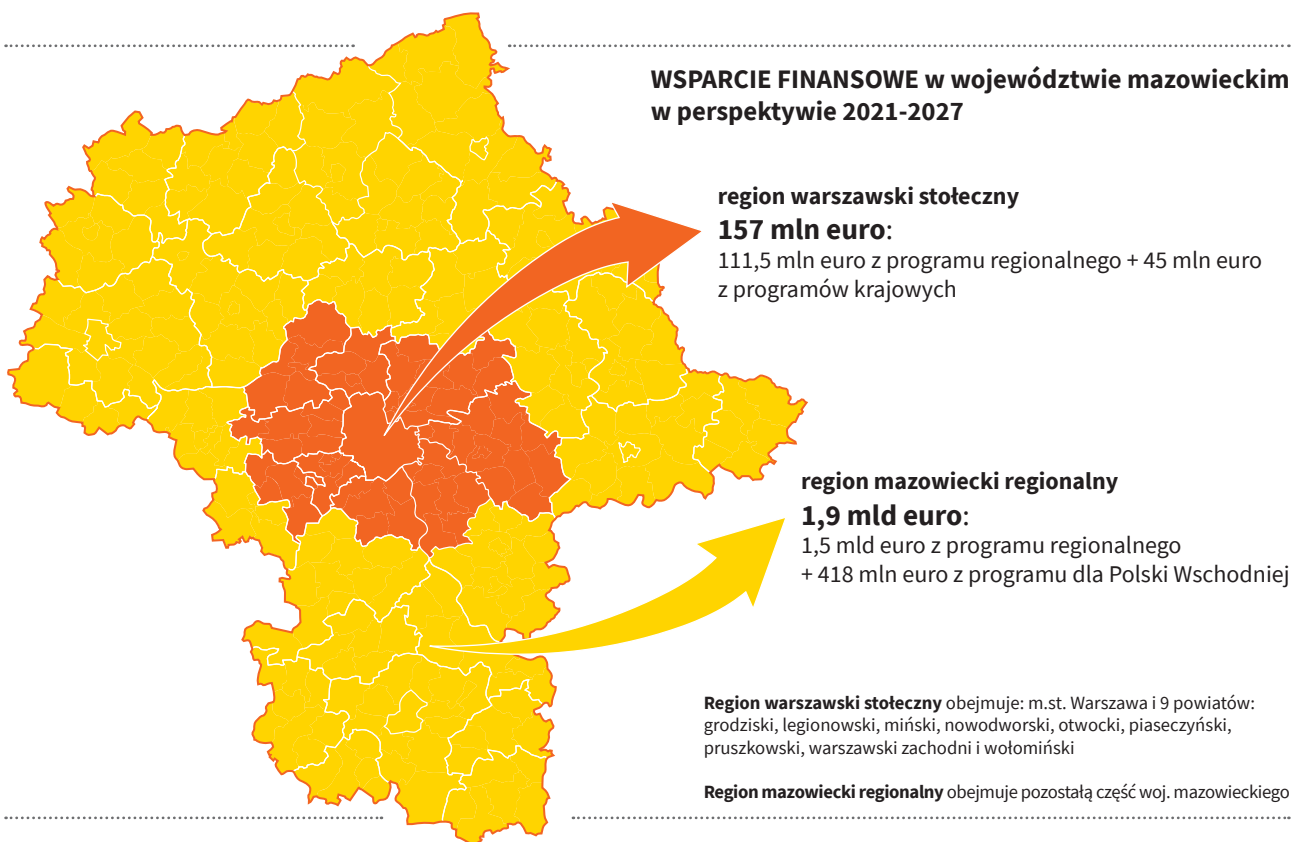 WSPARCIE FINANSOWE w województwie mazowieckim
w perspektywie 2021-2027
region warszawski stołeczny
157 mln euro:
111,5 mln euro z programu regionalnego + 45 mln euro
z programów krajowych
region mazowiecki regionalny
1,9 mld euro:
1,5 mld euro z programu regionalnego
+ 418 mln euro z programu dla Polski Wschodniej
Region warszawski stołeczny obejmuje: m.st. Warszawa i 9 powiatów:
grodziski, legionowski, miński, nowodworski, otwocki, piaseczyński,
pruszkowski, warszawski zachodni i wołomiński
Region mazowiecki regionalny obejmuje pozostałą część woj. mazowieckiego